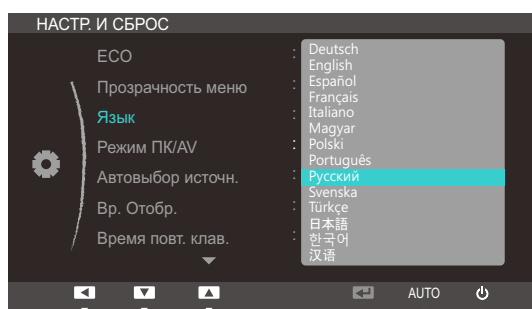 НАСТР. И СБРОС
ECO :
Прозрачность меню :
Язык :
Режим ПК/AV :
Автовыбор источн. :
Вр. Отобр. :
Время повт. клав. :
Deutsch
English
Español
Français
Italiano
Magyar
Polski
Português
Русский
Svenska
Türkçe
日本語
한국어
汉语
AUTO